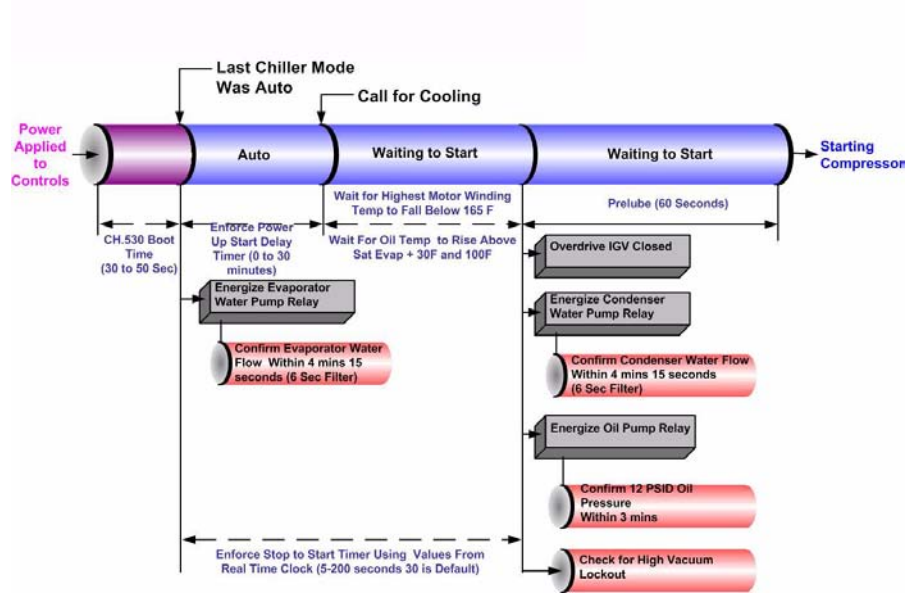 Last Chiller Mode
Was Auto
Call for Cooling
Power
Applied
to
Controls
Auto
Waiting to Start
Waiting to Start
Starting
Compressor
CH.530 Boot
Time
(30 to 50 Sec)
Enforce Power
Up Start Delay
Timer (0 to 30
minutes)
Wait for Highest Motor Winding
Temp to Fall Below 165 F
Wait For Oil Temp to Rise Above
Sat Evap + 30F and 100F
Prelube (60 Seconds)
Energize Evaporator
Water Pump Relay
Confirm Evaporator Water
Flow Within 4 mins 15
seconds (6 Sec Filter)
Overdrive IGV Closed
Energize Condenser
Water Pump Relay
Confirm Condenser Water Flow
Within 4 mins 15 seconds
(6 Sec Filter)
Energize Oil Pump Relay
Confirm 12 PSID Oil
Pressure
Within 3 mins
Enforce Stop to Start Timer Using Values From
Real Time Clock (5-200 seconds 30 is Default)
Check for High Vacuum
Lockout